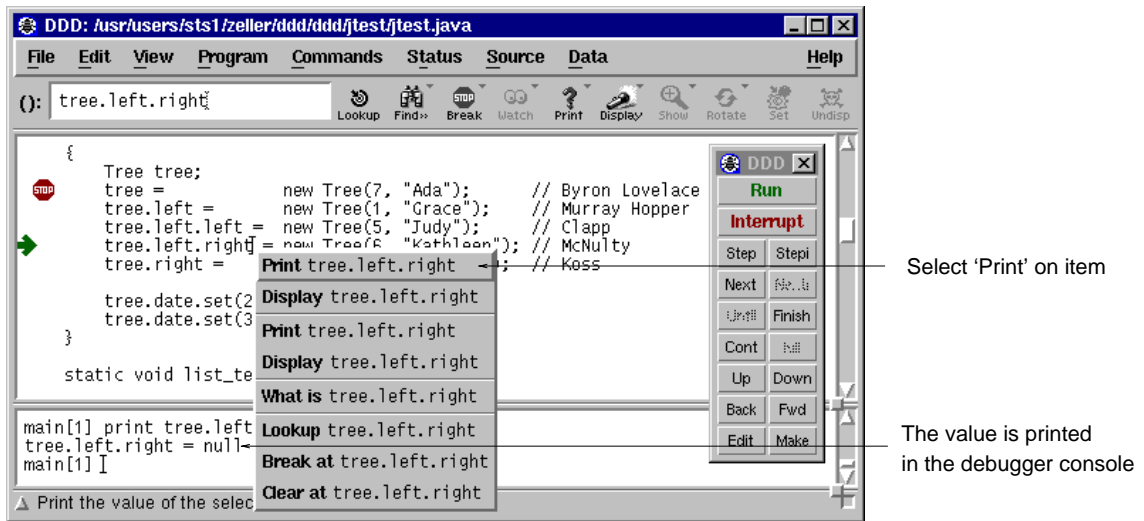 DDD: /usr/users/sts1/zeller/ddd/ddd/jtest/jtest.java
File Edit View Program Commands Status Source Data Help
(): tree.left.right
Lookup Find» Break Watch Print Display Show Rotate Set Undisp
{
Tree tree;
STOP tree = new Tree(7, "Ada"); // Byron Lovelace
tree.left = new Tree(1, "Grace"); // Murray Hopper
tree.left.left = new Tree(5, "Judy"); // Clapp
tree.left.right = new Tree(6, "Kathleen"); // McNulty
tree.right = ); // Koss
tree.date.set(2
tree.date.set(3
}
static void list_te
Print tree.left.right
Display tree.left.right
Print tree.left.right
Display tree.left.right
What is tree.left.right
Lookup tree.left.right
Break at tree.left.right
Clear at tree.left.right
DDD
Run
Interrupt
Step Stepi
Next
Finish
Cont
Up Down
Back Fwd
Edit Make
main[1] print tree.left
tree.left.right = null
main[1]
Print the value of the selec
Select ‘Print’ on item
The value is printed
in the debugger console